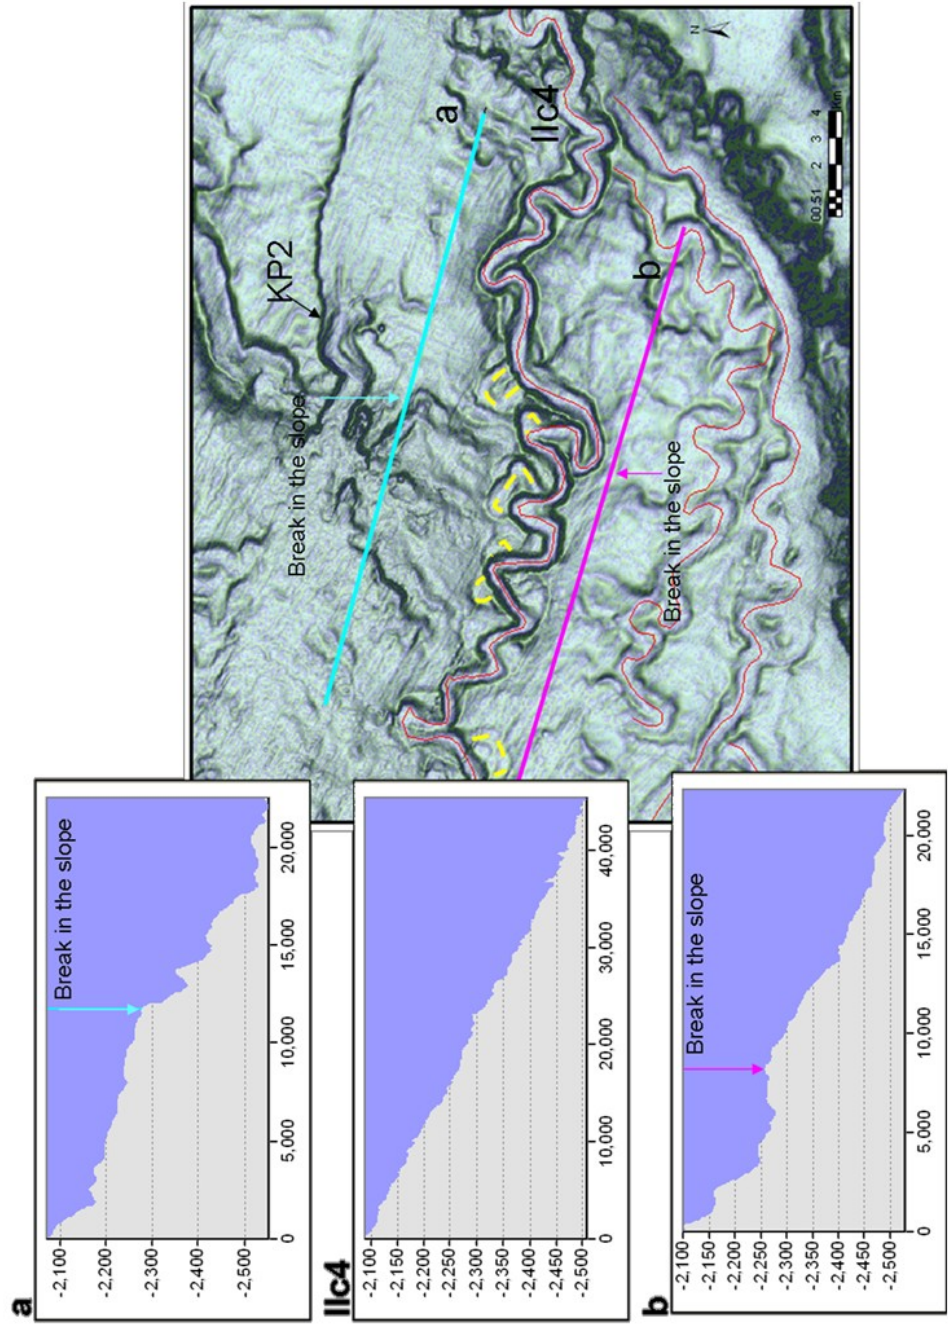 a
Break in the slope
-2,100
-2,200
-2,300
-2,400
-2,500
0 5,000 10,000 15,000 20,000
IIc4
-2,100
-2,150
-2,200
-2,250
-2,300
-2,350
-2,400
-2,450
-2,500
0 10,000 20,000 30,000 40,000
b
Break in the slope
-2,100
-2,150
-2,200
-2,250
-2,300
-2,350
-2,400
-2,450
-2,500
0 5,000 10,000 15,000 20,000
KP2
Break in the slope
a
IIc4
b
Break in the slope
N
00.51 2 3 4
Km